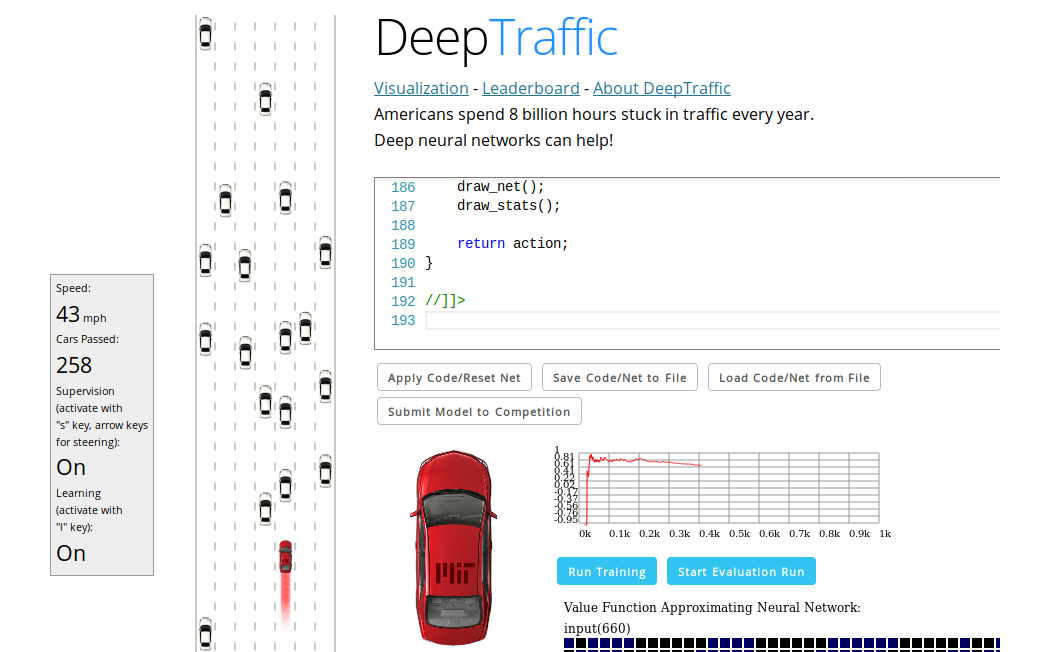 DeepTraffic
Visualization - Leaderboard - About DeepTraffic
Americans spend 8 billion hours stuck in traffic every year.
Deep neural networks can help!
186 draw_net();
187 draw_stats();
188
189 return action;
190 }
191
192 //]]>
193
Speed:
43 mph
Cars Passed:
258
Supervision
(activate with
"s" key, arrow keys
for steering):
On
Learning
(activate with
"l" key):
On
Apply Code/Reset Net
Save Code/Net to File
Load Code/Net from File
Submit Model to Competition
MIT
1
0.81
0.61
0.41
0.22
0.02
-0.17
-0.37
-0.56
-0.76
-0.95
0k 0.1k 0.2k 0.3k 0.4k 0.5k 0.6k 0.7k 0.8k 0.9k 1k
Run Training
Start Evaluation Run
Value Function Approximating Neural Network:
input(660)